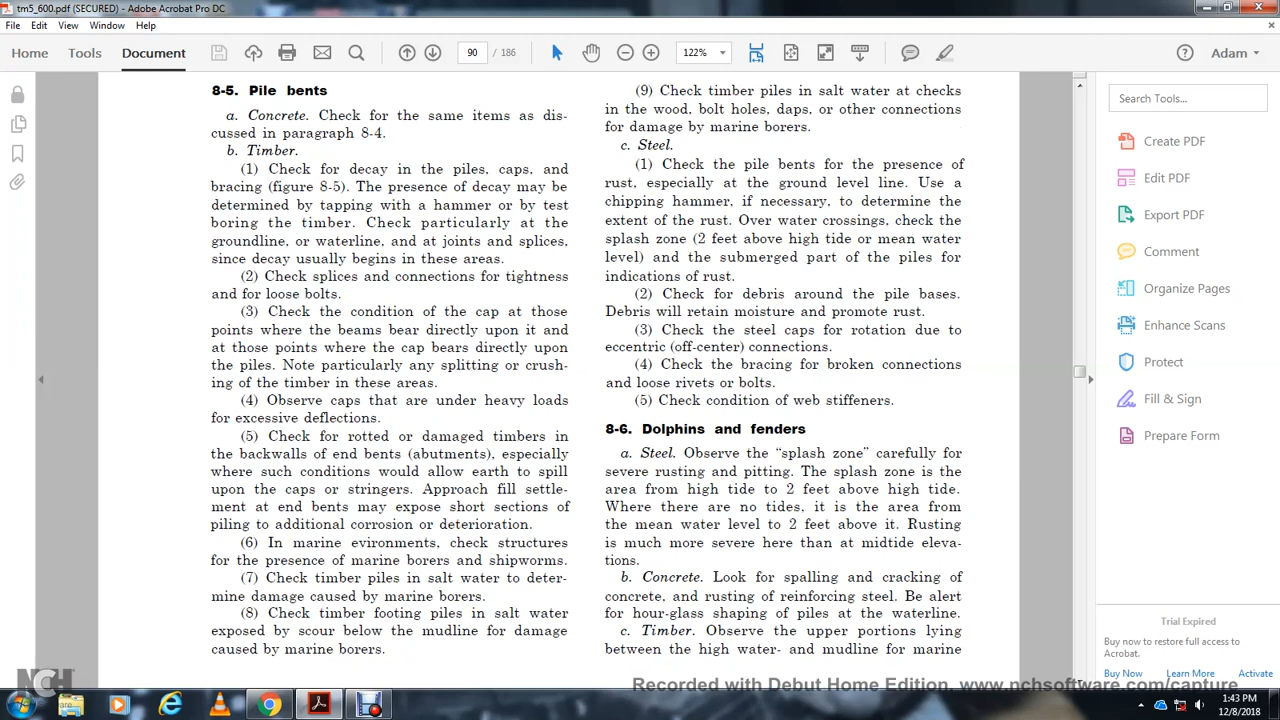 tm5_600.pdf (SECURED) - Adobe Acrobat Pro DC
File Edit View Window Help
Home Tools Document 90 / 186 122% Adam
8-5. Pile bents
a. Concrete. Check for the same items as dis-
cussed in paragraph 8-4.
b. Timber.
(1) Check for decay in the piles, caps, and
bracing (figure 8-5). The presence of decay may be
determined by tapping with a hammer or by test
boring the timber. Check particularly at the
groundline, or waterline, and at joints and splices,
since decay usually begins in these areas.
(2) Check splices and connections for tightness
and for loose bolts.
(3) Check the condition of the cap at those
points where the beams bear directly upon it and
at those points where the cap bears directly upon
the piles. Note particularly any splitting or crush-
ing of the timber in these areas.
(4) Observe caps that are under heavy loads
for excessive deflections.
(5) Check for rotted or damaged timbers in
the backwalls of end bents (abutments), especially
where such conditions would allow earth to spill
upon the caps or stringers. Approach fill settle-
ment at end bents may expose short sections of
piling to additional corrosion or deterioration.
(6) In marine evironments, check structures
for the presence of marine borers and shipworms.
(7) Check timber piles in salt water to deter-
mine damage caused by marine borers.
(8) Check timber footing piles in salt water
exposed by scour below the mudline for damage
caused by marine borers.
(9) Check timber piles in salt water at checks
in the wood, bolt holes, daps, or other connections
for damage by marine borers.
c. Steel.
(1) Check the pile bents for the presence of
rust, especially at the ground level line. Use a
chipping hammer, if necessary, to determine the
extent of the rust. Over water crossings, check the
splash zone (2 feet above high tide or mean water
level) and the submerged part of the piles for
indications of rust.
(2) Check for debris around the pile bases.
Debris will retain moisture and promote rust.
(3) Check the steel caps for rotation due to
eccentric (off-center) connections.
(4) Check the bracing for broken connections
and loose rivets or bolts.
(5) Check condition of web stiffeners.
8-6. Dolphins and fenders
a. Steel. Observe the “splash zone” carefully for
severe rusting and pitting. The splash zone is the
area from high tide to 2 feet above high tide.
Where there are no tides, it is the area from
the mean water level to 2 feet above it. Rusting
is much more severe here than at midtide eleva-
tions.
b. Concrete. Look for spalling and cracking of
concrete, and rusting of reinforcing steel. Be alert
for hour-glass shaping of piles at the waterline.
c. Timber. Observe the upper portions lying
between the high water- and mudline for marine
Search Tools...
Create PDF
Edit PDF
Export PDF
Comment
Organize Pages
Enhance Scans
Protect
Fill & Sign
Prepare Form
Trial Expired
Buy now to restore full access to
Acrobat.
Buy Now Learn More Activate
NCH
Recorded with Debut Home Edition. www.nchsoftware.com/capture
1:43 PM
12/8/2018